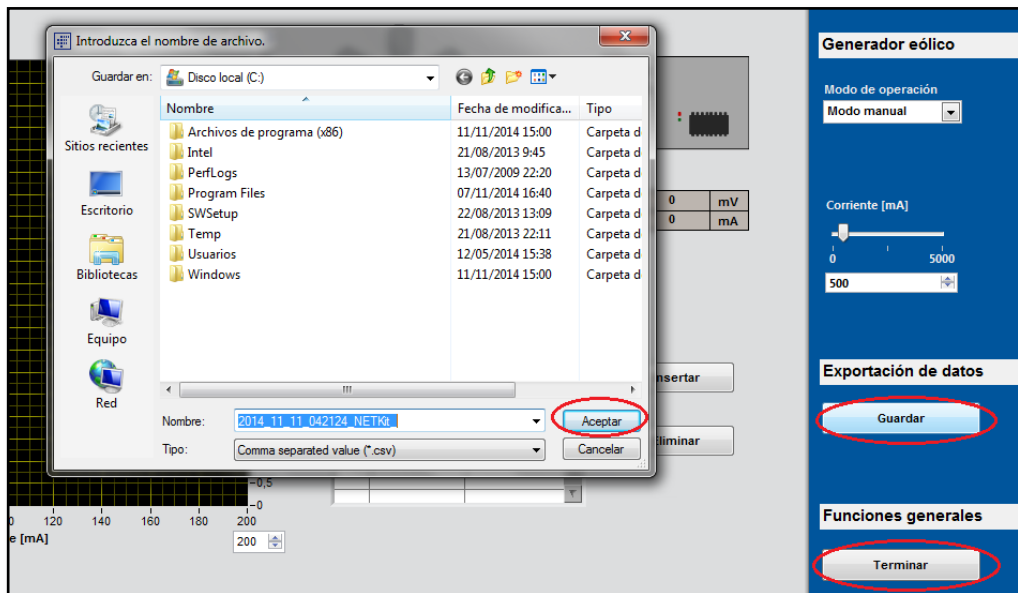 Introduzca el nombre de archivo.
Guardar en: Disco local (C:)
Nombre Fecha de modifica... Tipo
Archivos de programa (x86) 11/11/2014 15:00 Carpeta d
Intel 21/08/2013 9:45 Carpeta d
PerfLogs 13/07/2009 22:20 Carpeta d
Program Files 07/11/2014 16:40 Carpeta d
SWSetup 22/08/2013 13:09 Carpeta d
Temp 21/08/2013 22:11 Carpeta d
Usuarios 12/05/2014 15:38 Carpeta d
Windows 11/11/2014 15:00 Carpeta d
Sitios recientes
Escritorio
Bibliotecas
Equipo
Red
Nombre: 2014_11_11_042124_NETKit_ Aceptar
Tipo: Comma separated value (*.csv) Cancelar
0 mV
0 mA
nsertar
liminar
-0,5
-0
0 120 140 160 180 200
e [mA] 200
Generador eólico
Modo de operación
Modo manual
Corriente [mA]
0 5000
500
Exportación de datos
Guardar
Funciones generales
Terminar